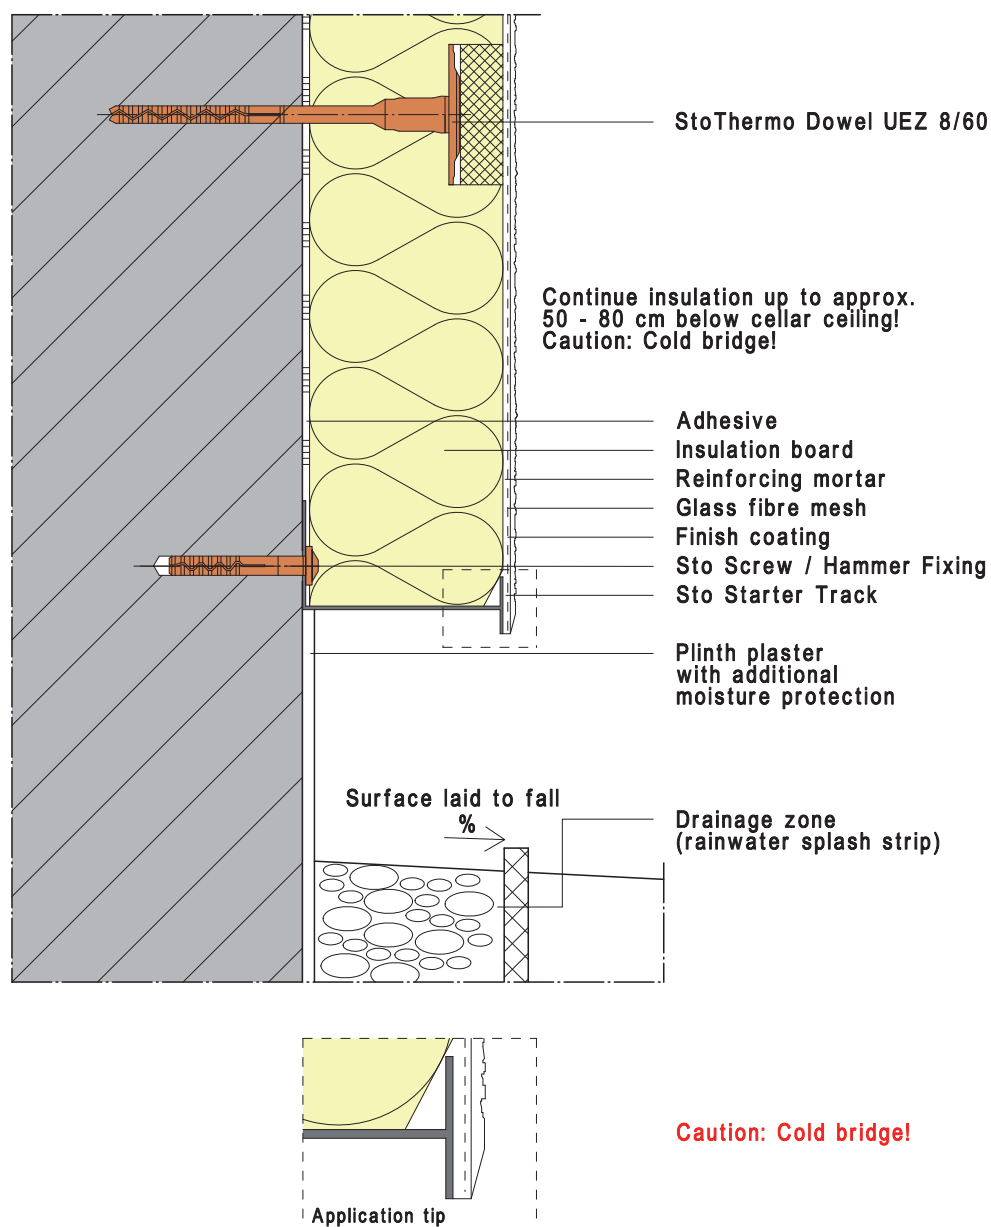 StoThermo Dowel UEZ 8/60
Continue insulation up to approx.
50 - 80 cm below cellar ceiling!
Caution: Cold bridge!
Adhesive
Insulation board
Reinforcing mortar
Glass fibre mesh
Finish coating
Sto Screw / Hammer Fixing
Sto Starter Track
Plinth plaster
with additional
moisture protection
Surface laid to fall
%
Drainage zone
(rainwater splash strip)
Caution: Cold bridge!
Application tip